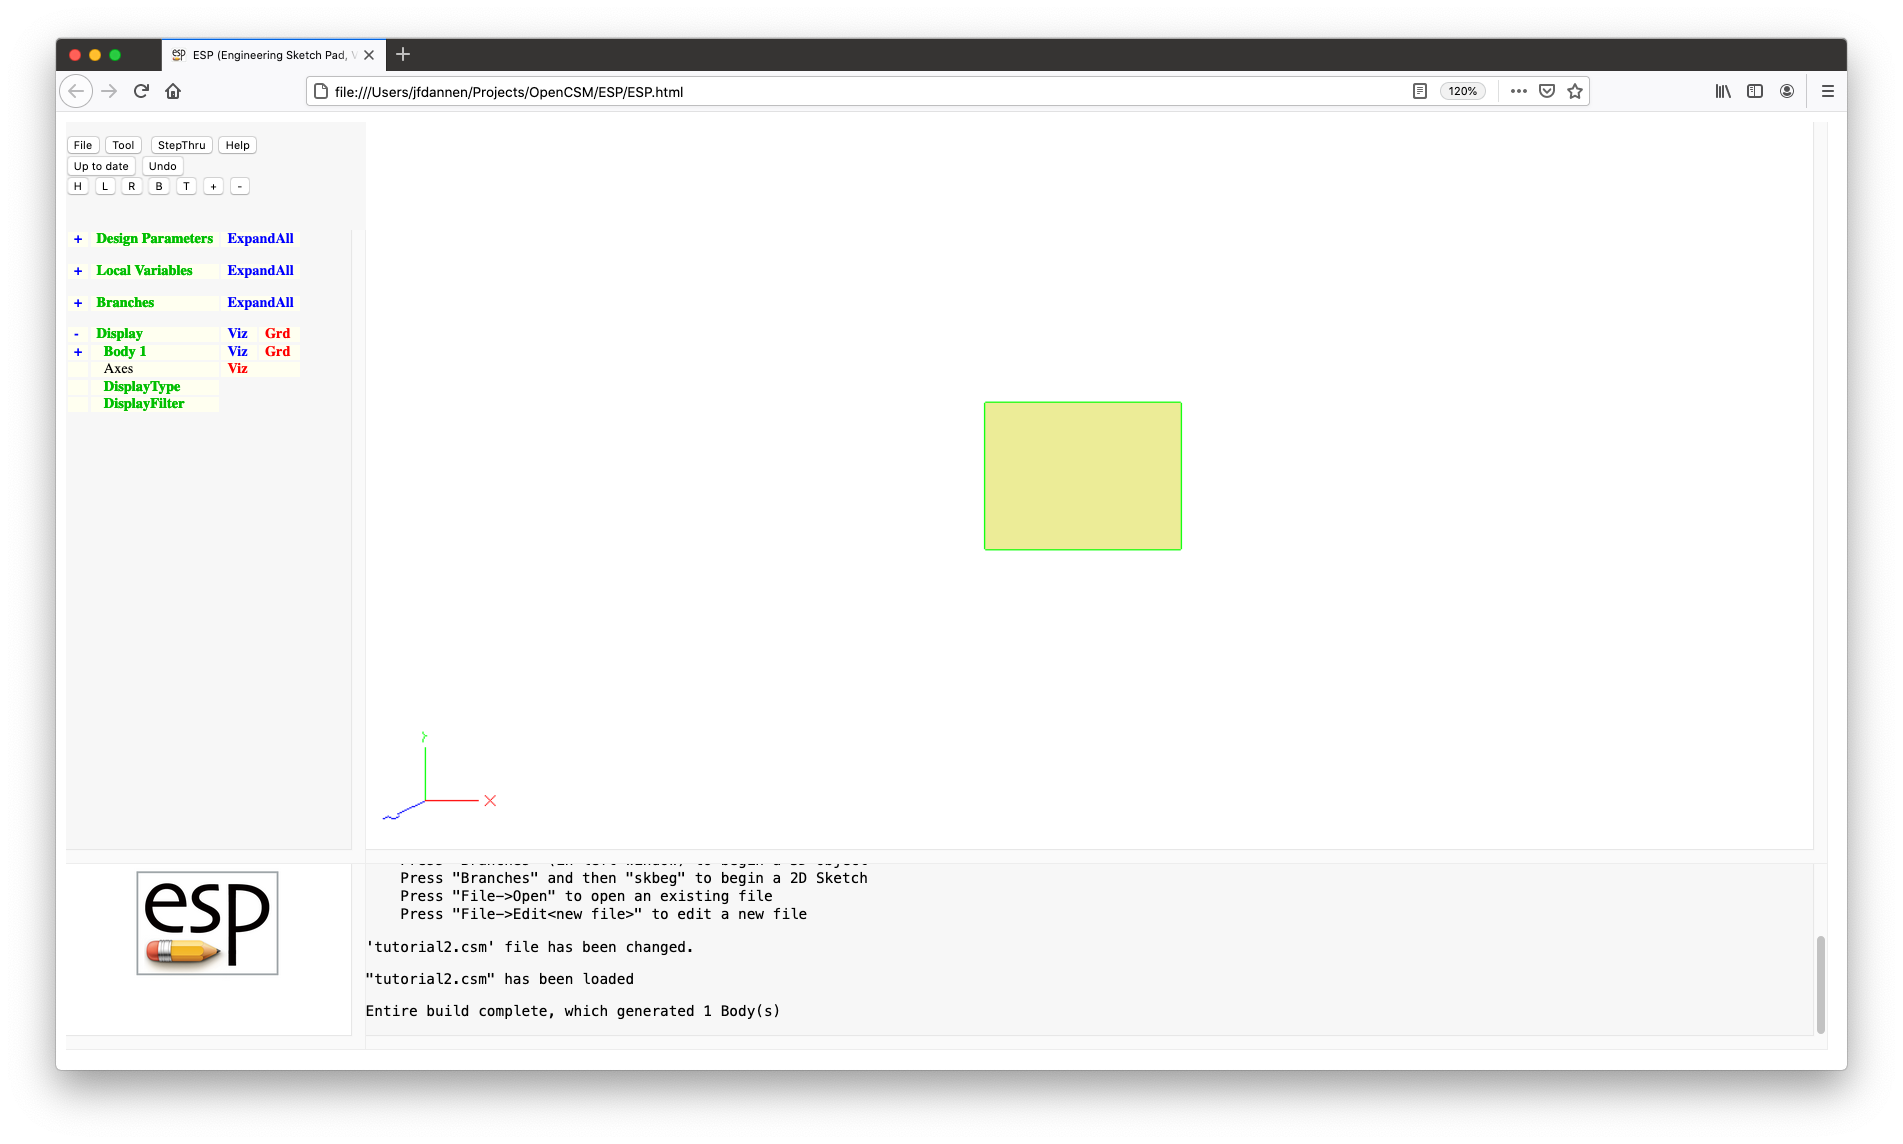 ESP (Engineering Sketch Pad, V
file:///Users/jfdannen/Projects/OpenCSM/ESP/ESP.html
120%
File Tool StepThru Help
Up to date Undo
H L R B T + -
+ Design Parameters ExpandAll
+ Local Variables ExpandAll
+ Branches ExpandAll
- Display Viz Grd
+ Body 1 Viz Grd
Axes Viz
DisplayType
DisplayFilter
Y
X
Press "Branches" and then "skbeg" to begin a 2D Sketch
Press "File->Open" to open an existing file
Press "File->Edit<new file>" to edit a new file
'tutorial2.csm' file has been changed.
"tutorial2.csm" has been loaded
Entire build complete, which generated 1 Body(s)
esp